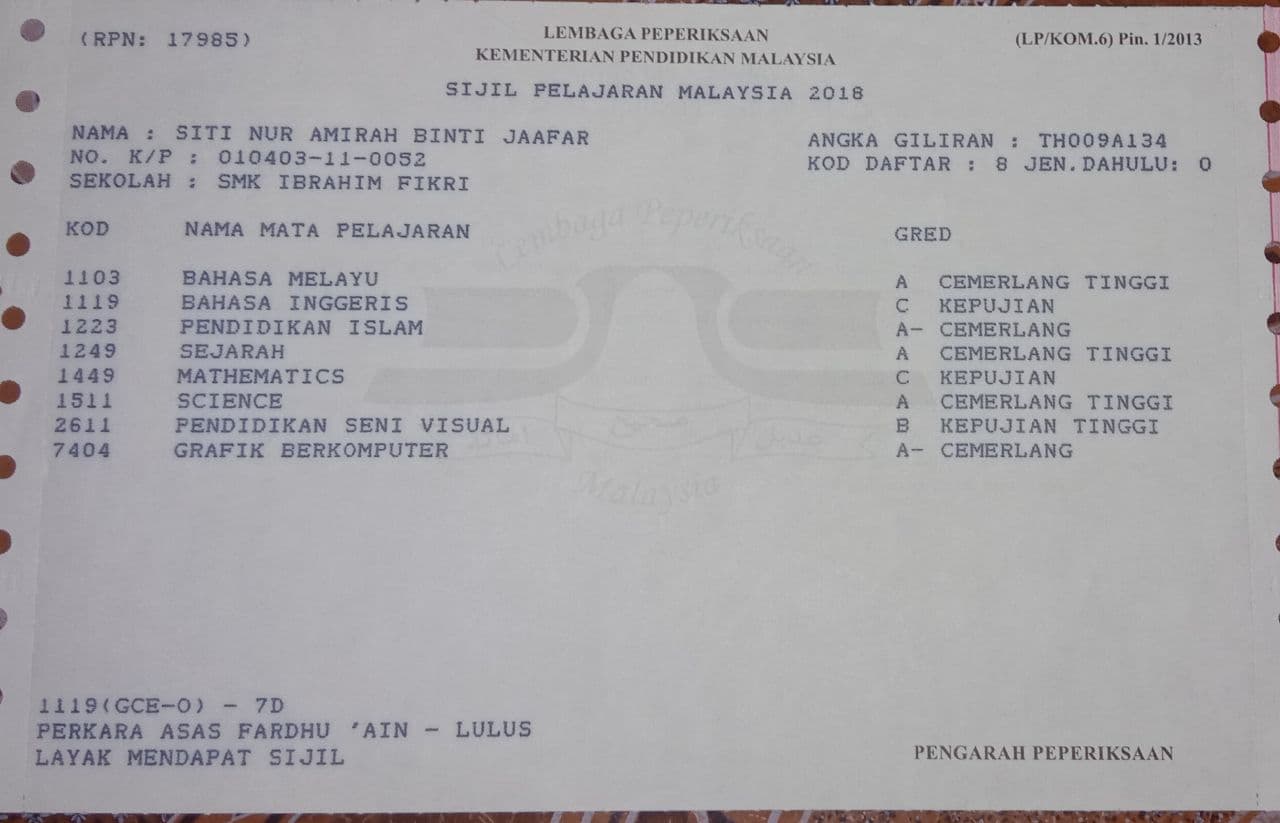 (RPN: 17985)
LEMBAGA PEPERIKSAAN
KEMENTERIAN PENDIDIKAN MALAYSIA
(LP/KOM.6) Pin. 1/2013
SIJIL PELAJARAN MALAYSIA 2018
NAMA : SITI NUR AMIRAH BINTI JAAFAR
NO. K/P : 010403-11-0052
SEKOLAH : SMK IBRAHIM FIKRI
ANGKA GILIRAN : TH009A134
KOD DAFTAR : 8 JEN.DAHULU: 0
KOD NAMA MATA PELAJARAN GRED
1103 BAHASA MELAYU A CEMERLANG TINGGI
1119 BAHASA INGGERIS C KEPUJIAN
1223 PENDIDIKAN ISLAM A- CEMERLANG
1249 SEJARAH A CEMERLANG TINGGI
1449 MATHEMATICS C KEPUJIAN
1511 SCIENCE A CEMERLANG TINGGI
2611 PENDIDIKAN SENI VISUAL B KEPUJIAN TINGGI
7404 GRAFIK BERKOMPUTER A- CEMERLANG
Lembaga Peperiksaan
Malaysia
1119(GCE-O) - 7D
PERKARA ASAS FARDHU 'AIN - LULUS
LAYAK MENDAPAT SIJIL
PENGARAH PEPERIKSAAN